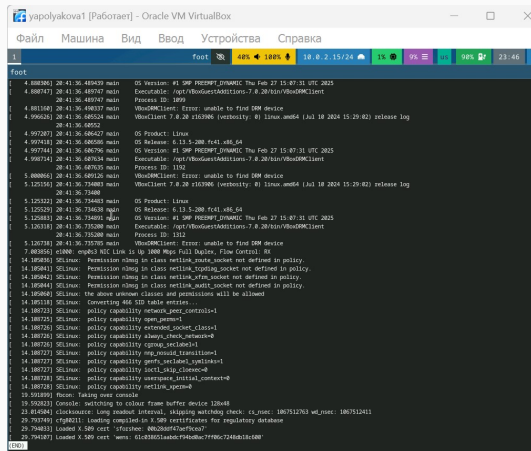 yapolyakova1 [Работает] - Oracle VM VirtualBox
Файл Машина Вид Ввод Устройства Справка
1 foot 40% 100% 10.0.2.15/24 1% 9% us 90% 23:46
foot
[ 4.880306] 20:41:36.489439 main OS Version: #1 SMP PREEMPT_DYNAMIC Thu Feb 27 15:07:31 UTC 2025
[ 4.880747] 20:41:36.489747 main Executable: /opt/VBoxGuestAdditions-7.0.20/bin/VBoxDRMClient
20:41:36.489747 main Process ID: 1099
[ 4.881160] 20:41:36.490337 main VBoxDRMClient: Error: unable to find DRM device
[ 4.996626] 20:41:36.605524 main VBoxClient 7.0.20 r163906 (verbosity: 0) linux.amd64 (Jul 10 2024 15:29:02) release log
20:41:36.60552
[ 4.997207] 20:41:36.606427 main OS Product: Linux
[ 4.997418] 20:41:36.606586 main OS Release: 6.13.5-200.fc41.x86_64
[ 4.997744] 20:41:36.606796 main OS Version: #1 SMP PREEMPT_DYNAMIC Thu Feb 27 15:07:31 UTC 2025
[ 4.998714] 20:41:36.607634 main Executable: /opt/VBoxGuestAdditions-7.0.20/bin/VBoxDRMClient
20:41:36.607635 main Process ID: 1192
[ 5.000066] 20:41:36.609126 main VBoxDRMClient: Error: unable to find DRM device
[ 5.125156] 20:41:36.734003 main VBoxClient 7.0.20 r163906 (verbosity: 0) linux.amd64 (Jul 10 2024 15:29:02) release log
20:41:36.73400
[ 5.125322] 20:41:36.734483 main OS Product: Linux
[ 5.125529] 20:41:36.734638 main OS Release: 6.13.5-200.fc41.x86_64
[ 5.125883] 20:41:36.734891 main OS Version: #1 SMP PREEMPT_DYNAMIC Thu Feb 27 15:07:31 UTC 2025
[ 5.126318] 20:41:36.735200 main Executable: /opt/VBoxGuestAdditions-7.0.20/bin/VBoxDRMClient
20:41:36.735200 main Process ID: 1312
[ 5.126738] 20:41:36.735785 main VBoxDRMClient: Error: unable to find DRM device
[ 7.003856] e1000: enp0s3 NIC Link is Up 1000 Mbps Full Duplex, Flow Control: RX
[ 14.105036] SELinux: Permission nlmsg in class netlink_route_socket not defined in policy.
[ 14.105041] SELinux: Permission nlmsg in class netlink_tcpdiag_socket not defined in policy.
[ 14.105042] SELinux: Permission nlmsg in class netlink_xfrm_socket not defined in policy.
[ 14.105044] SELinux: Permission nlmsg in class netlink_audit_socket not defined in policy.
[ 14.105060] SELinux: the above unknown classes and permissions will be allowed
[ 14.105118] SELinux: Converting 466 SID table entries...
[ 14.108723] SELinux: policy capability network_peer_controls=1
[ 14.108725] SELinux: policy capability open_perms=1
[ 14.108726] SELinux: policy capability extended_socket_class=1
[ 14.108726] SELinux: policy capability always_check_network=0
[ 14.108726] SELinux: policy capability cgroup_seclabel=1
[ 14.108727] SELinux: policy capability nnp_nosuid_transition=1
[ 14.108727] SELinux: policy capability genfs_seclabel_symlinks=1
[ 14.108727] SELinux: policy capability ioctl_skip_cloexec=0
[ 14.108728] SELinux: policy capability userspace_initial_context=0
[ 14.108728] SELinux: policy capability netlink_xperm=0
[ 19.591899] fbcon: Taking over console
[ 19.592823] Console: switching to colour frame buffer device 128x48
[ 23.014504] clocksource: Long readout interval, skipping watchdog check: cs_nsec: 1067512763 wd_nsec: 1067512411
[ 29.793749] cfg80211: Loading compiled-in X.509 certificates for regulatory database
[ 29.794033] Loaded X.509 cert 'sforshee: 00b28ddf47aef9cea7'
[ 29.794107] Loaded X.509 cert 'wens: 61c038651aabdcf94bd0ac7ff06c7248db18c600'
(END)